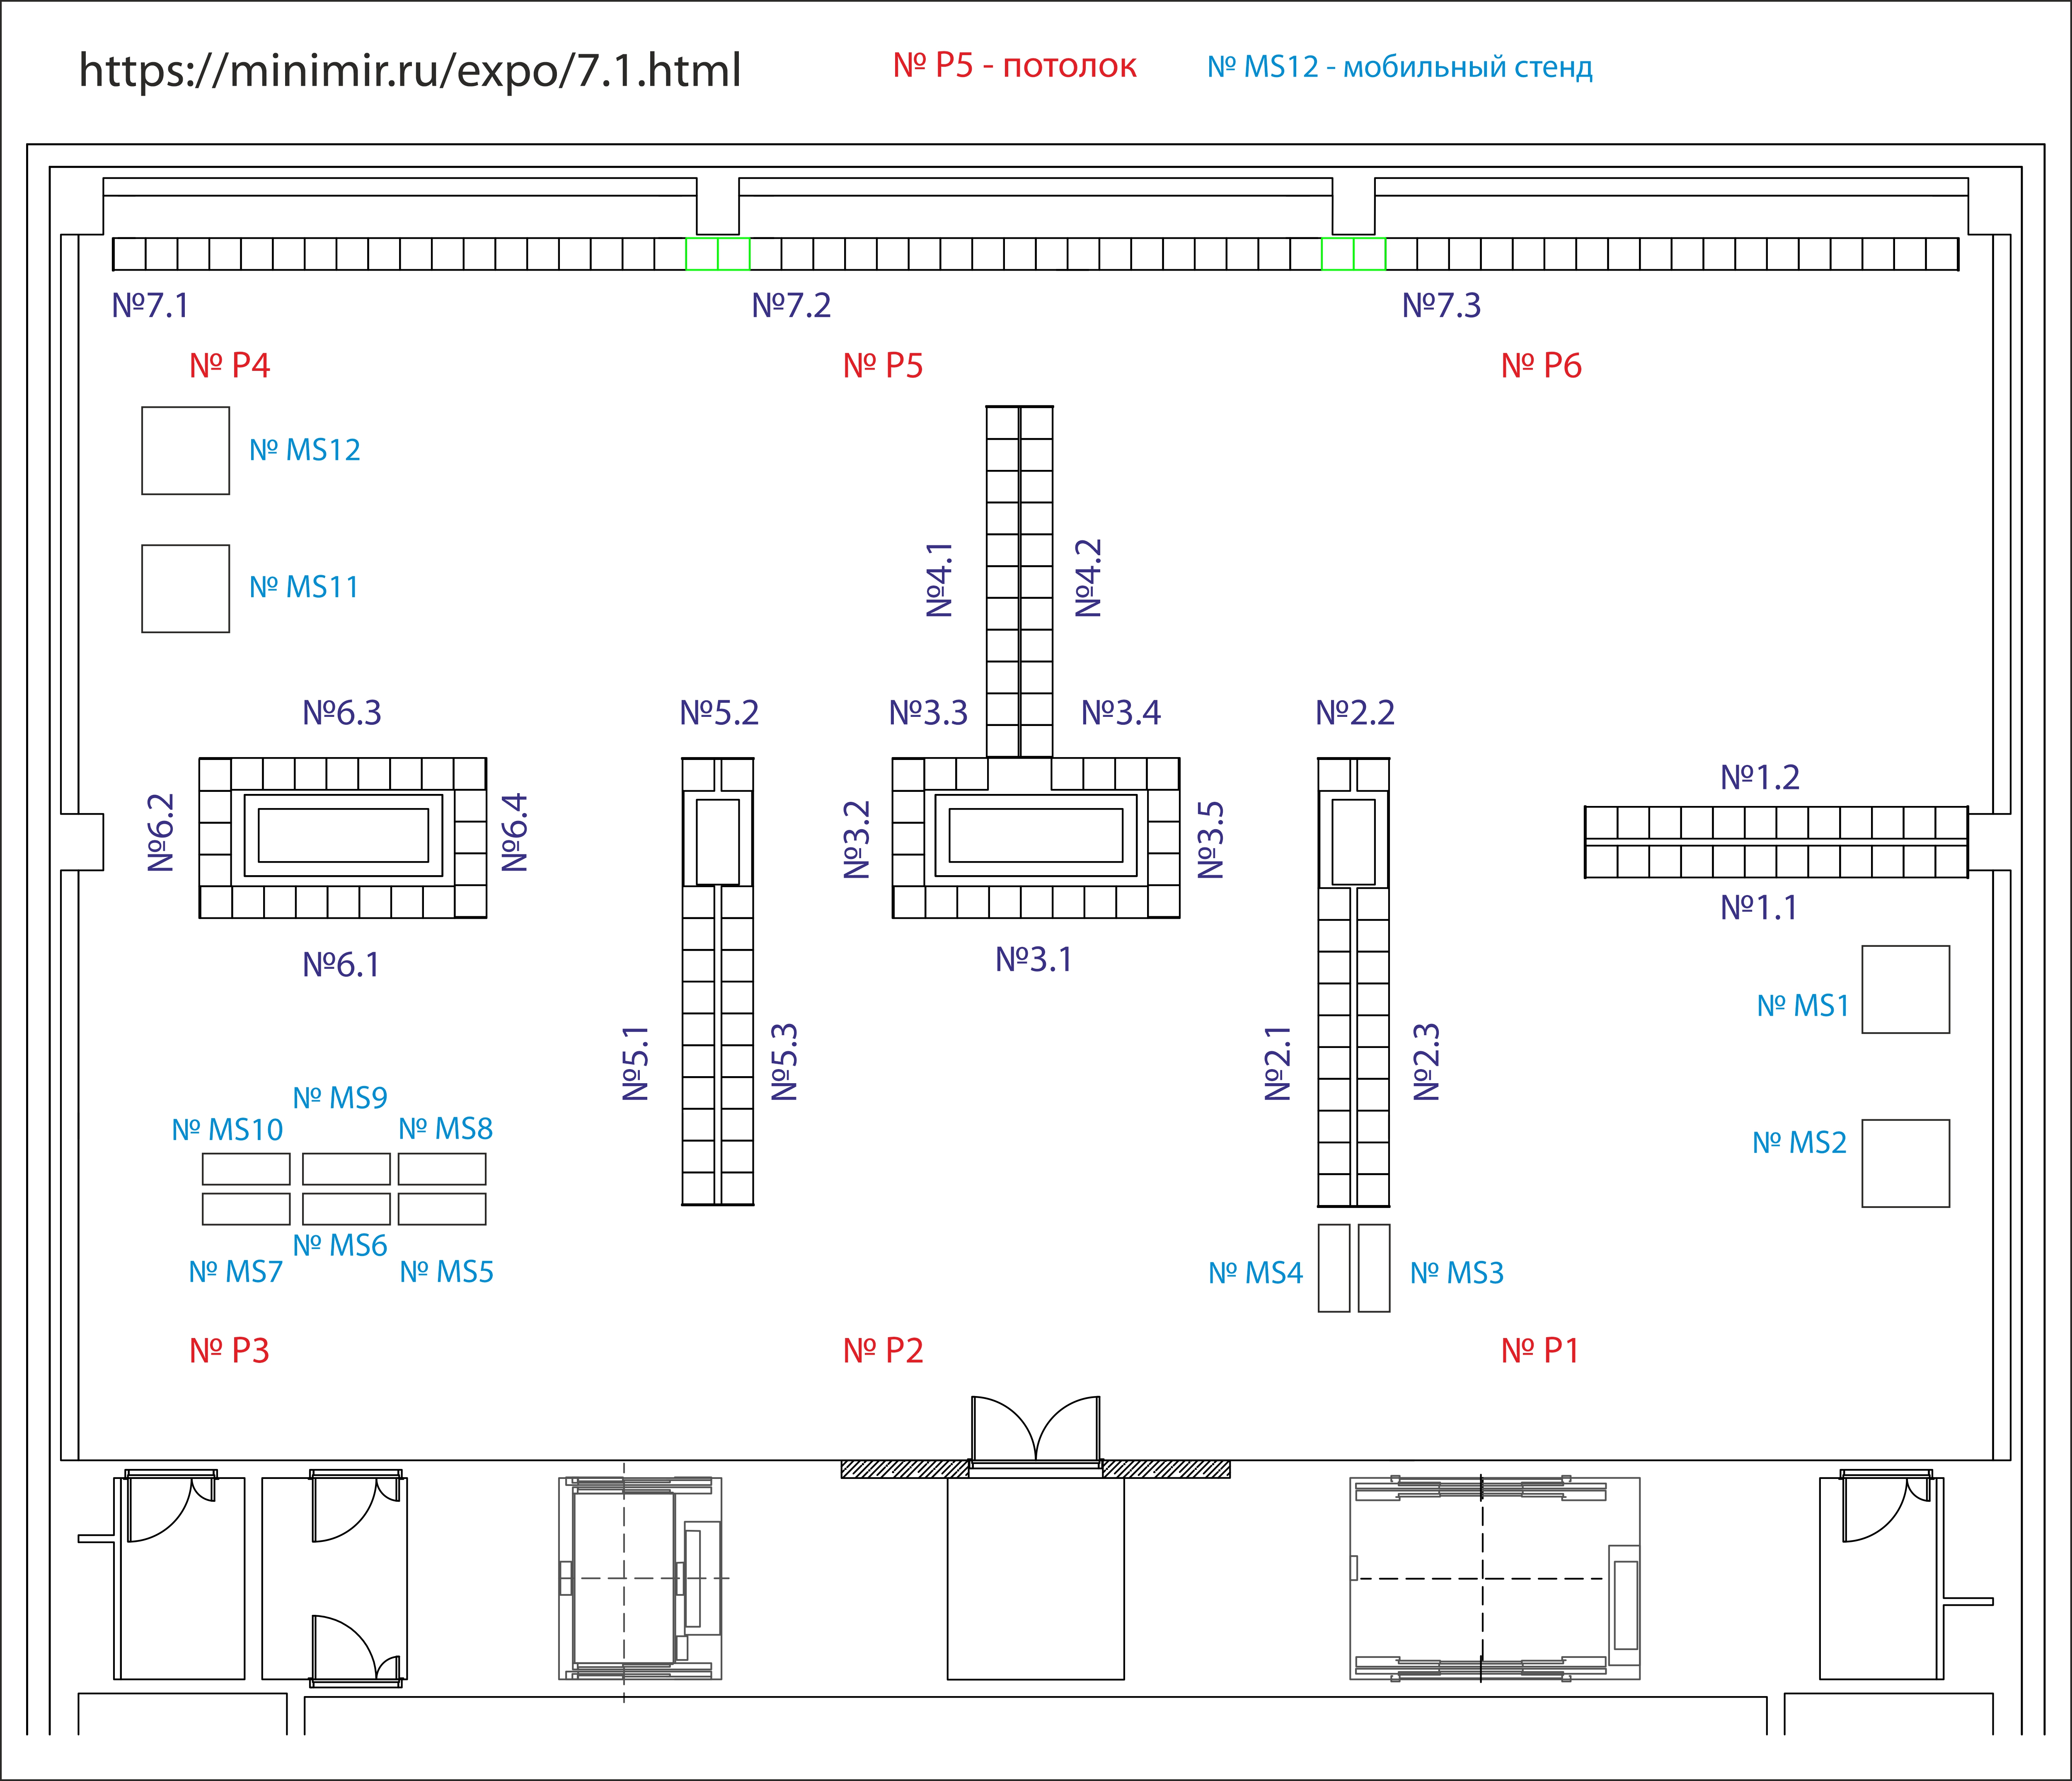 https://minimir.ru/expo/7.1.html
№ P5 - потолок
№ MS12 - мобильный стенд
№7.1
№7.2
№7.3
№ P4
№ P5
№ P6
№ MS12
№ MS11
№4.1
№4.2
№6.3
№5.2
№3.3
№3.4
№2.2
№1.2
№6.2
№6.4
№3.2
№3.5
№1.1
№6.1
№3.1
№ MS1
№5.1
№5.3
№2.1
№2.3
№ MS9
№ MS10
№ MS8
№ MS2
№ MS6
№ MS7
№ MS5
№ MS4
№ MS3
№ P3
№ P2
№ P1